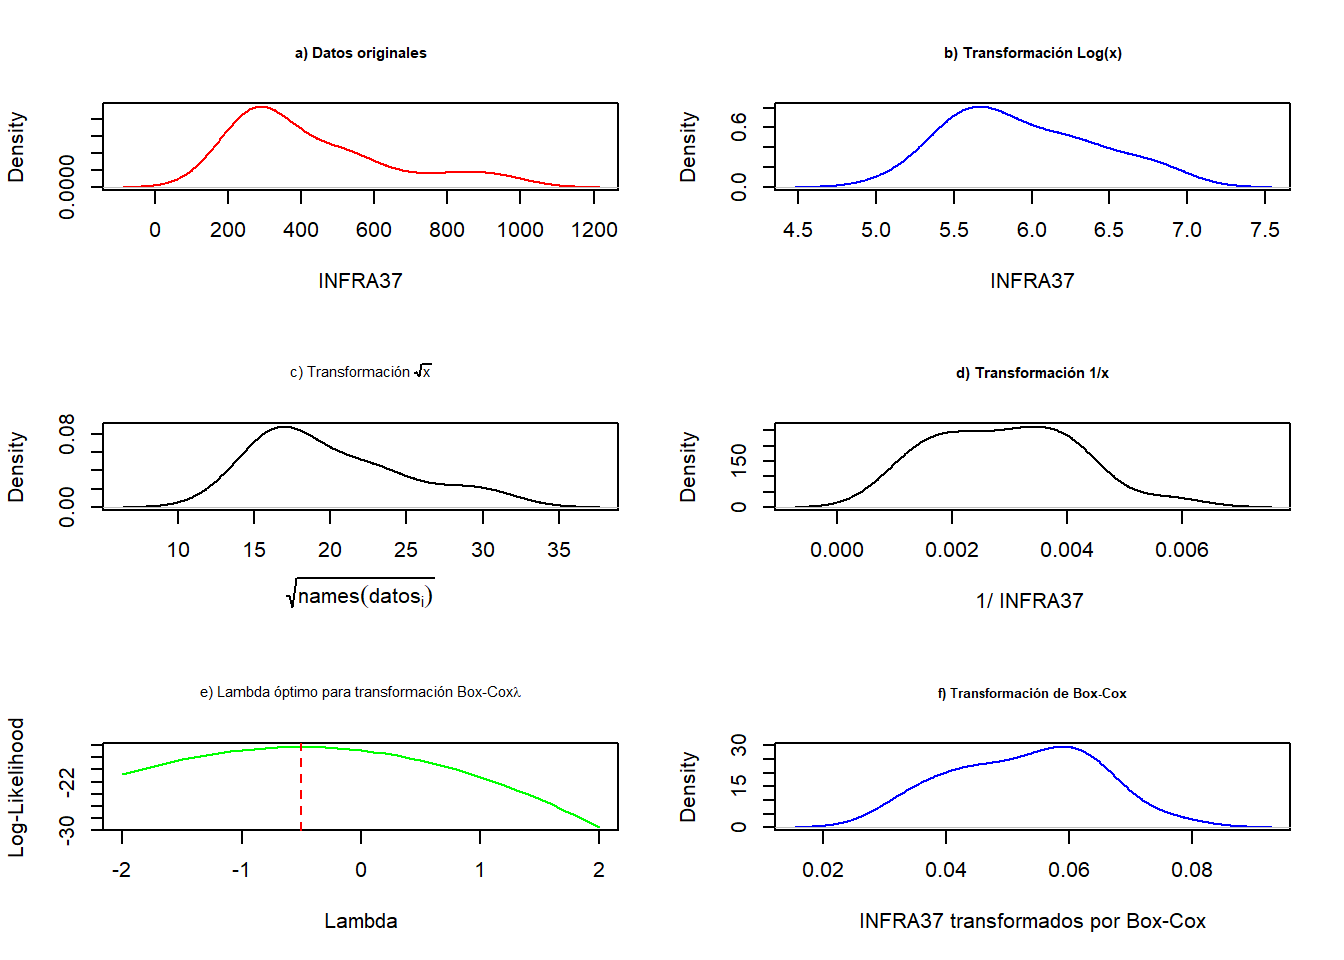 a) Datos originales
Density
0.0000
0 200 400 600 800 1000 1200
INFRA37
b) Transformación Log(x)
Density
0.0 0.6
4.5 5.0 5.5 6.0 6.5 7.0 7.5
INFRA37
c) Transformación √x
Density
0.00 0.08
10 15 20 25 30 35
√names(datosᵢ)
d) Transformación 1/x
Density
0 150
0.000 0.002 0.004 0.006
1/ INFRA37
e) Lambda óptimo para transformación Box-Coxλ
Log-Likelihood
-30 -22
-2 -1 0 1 2
Lambda
f) Transformación de Box-Cox
Density
0 15 30
0.02 0.04 0.06 0.08
INFRA37 transformados por Box-Cox